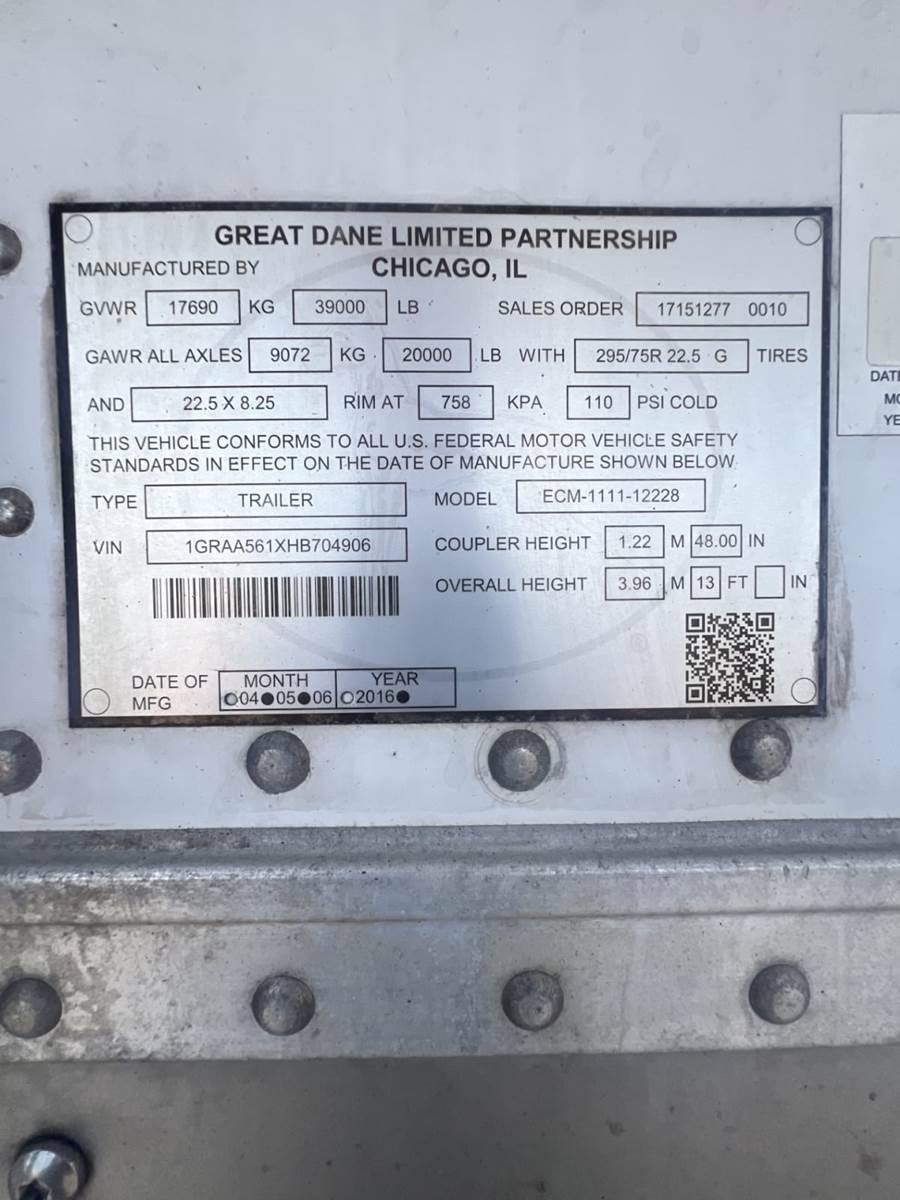 GREAT DANE LIMITED PARTNERSHIP
MANUFACTURED BY CHICAGO, IL
GVWR 17690 KG 39000 LB SALES ORDER 17151277 0010
GAWR ALL AXLES 9072 KG 20000 LB WITH 295/75R 22.5 G TIRES
AND 22.5 X 8.25 RIM AT 758 KPA 110 PSI COLD
THIS VEHICLE CONFORMS TO ALL U.S. FEDERAL MOTOR VEHICLE SAFETY
STANDARDS IN EFFECT ON THE DATE OF MANUFACTURE SHOWN BELOW
TYPE TRAILER MODEL ECM-1111-12228
VIN 1GRAA561XHB704906 COUPLER HEIGHT 1.22 M 48.00 IN
OVERALL HEIGHT 3.96 M 13 FT IN
DATE OF MFG MONTH 04 05 06 YEAR 2016